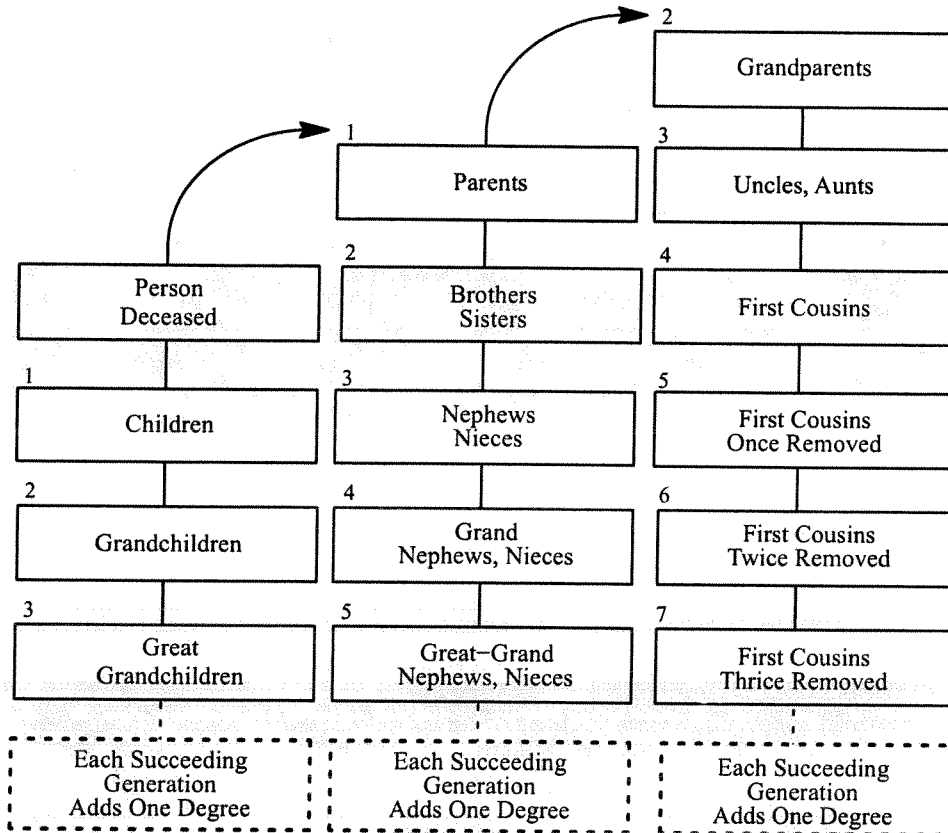 Person
Deceased
1
Children
2
Grandchildren
3
Great
Grandchildren
Each Succeeding
Generation
Adds One Degree
1
Parents
2
Brothers
Sisters
3
Nephews
Nieces
4
Grand
Nephews, Nieces
5
Great–Grand
Nephews, Nieces
Each Succeeding
Generation
Adds One Degree
2
Grandparents
3
Uncles, Aunts
4
First Cousins
5
First Cousins
Once Removed
6
First Cousins
Twice Removed
7
First Cousins
Thrice Removed
Each Succeeding
Generation
Adds One Degree